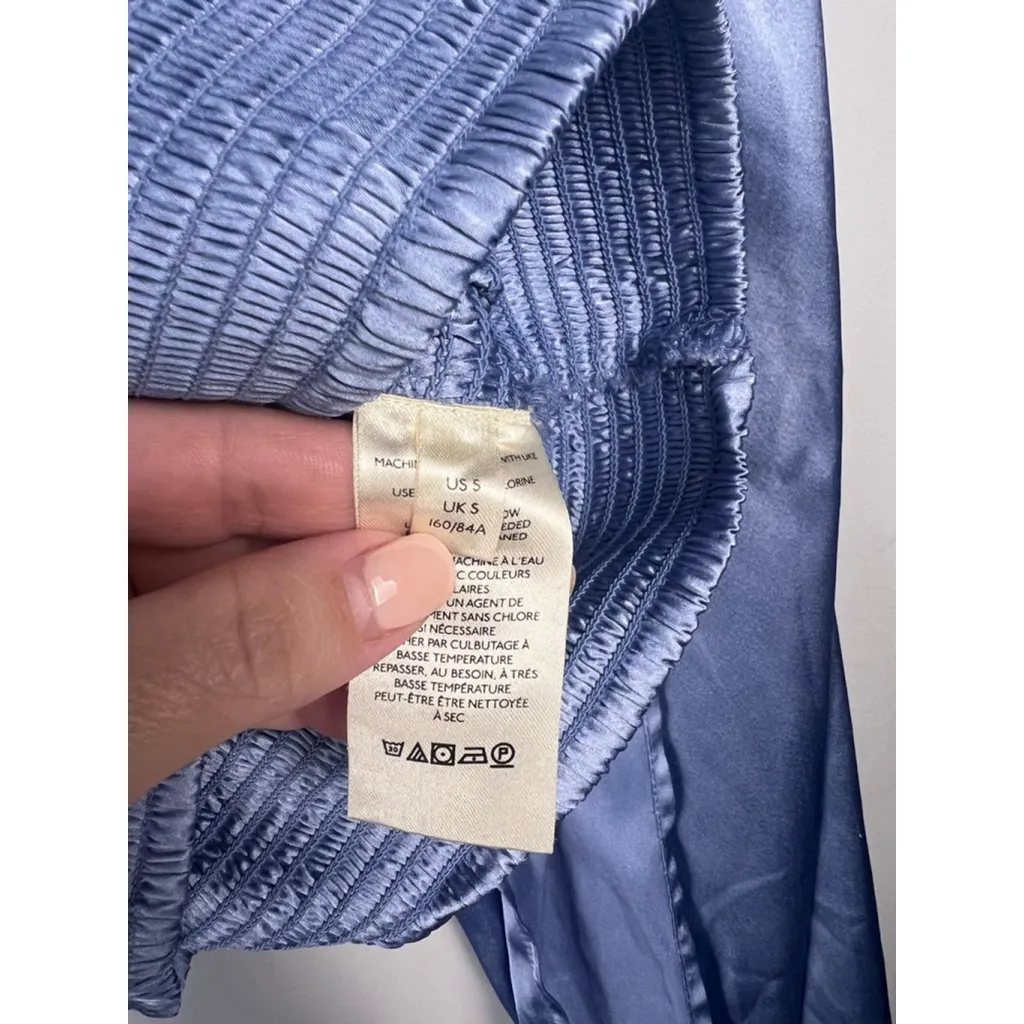 US S
UK S
160/84A
MACHI
WITH LIKE
USE
ORINE
OW
EDED
ANED
MACHINE À L'EAU
C COULEURS
LAIRES
UN AGENT DE
MENT SANS CHLORE
SI NÉCESSAIRE
HER PAR CULBUTAGE À
BASSE TEMPERATURE
REPASSER, AU BESOIN, À TRÉS
BASSE TEMPÉRATURE
PEUT-ÊTRE ÊTRE NETTOYÉE
À SEC
30
P